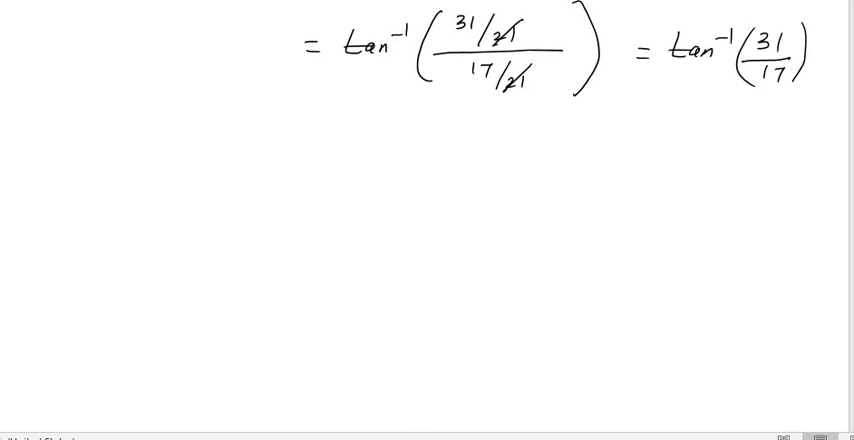 = tan⁻¹ ( (31/21) / (17/21) ) = tan⁻¹ (31/17)